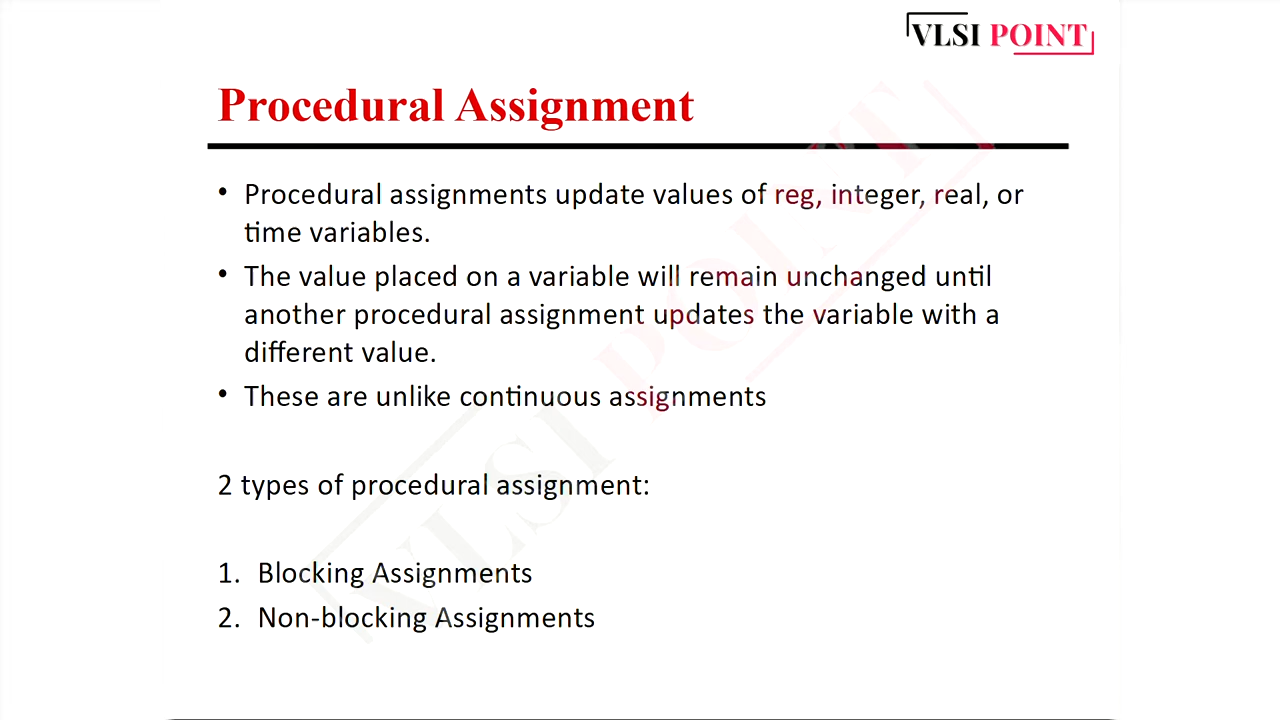 VLSI POINT
Procedural Assignment
• Procedural assignments update values of reg, integer, real, or
time variables.
• The value placed on a variable will remain unchanged until
another procedural assignment updates the variable with a
different value.
• These are unlike continuous assignments
2 types of procedural assignment:
1. Blocking Assignments
2. Non-blocking Assignments
VLSI POINT